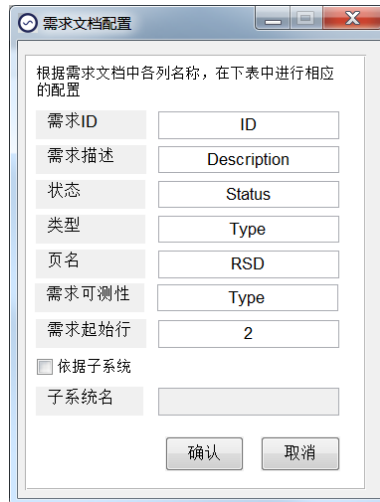 需求文档配置
根据需求文档中各列名称，在下表中进行相应
的配置
需求ID ID
需求描述 Description
状态 Status
类型 Type
页名 RSD
需求可测性 Type
需求起始行 2
依据子系统
子系统名
确认 取消